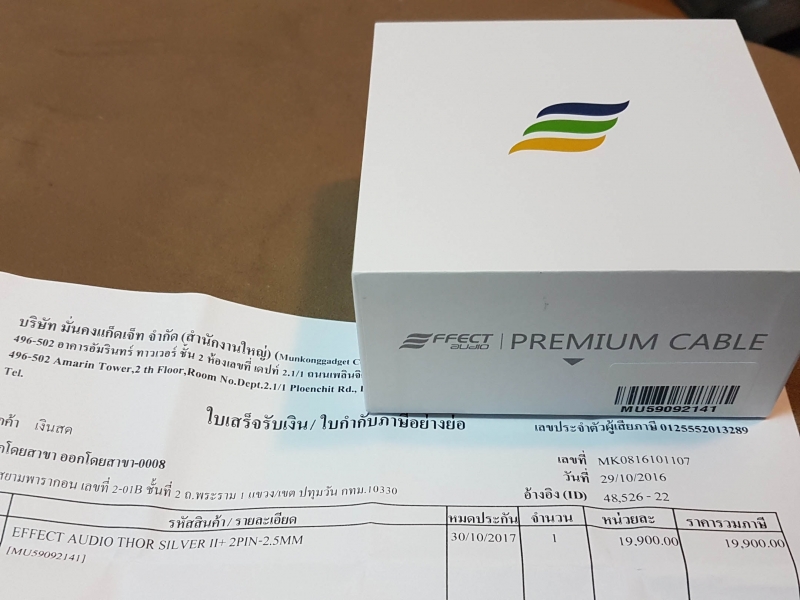 EFFECT AUDIO | PREMIUM CABLE
MU59092141
บริษัท มั่นคงแก็ดเจ็ท จำกัด (สำนักงานใหญ่) (Munkonggadget C
496-502 อาคารอัมรินทร์ ทาวเวอร์ ชั้น 2 ห้องเลขที่ เดปท์ 2.1/1 ถนนเพลินจิ
496-502 Amarin Tower,2 th Floor,Room No.Dept.2.1/1 Ploenchit Rd.,
Tel.
ใบเสร็จรับเงิน / ใบกำกับภาษีอย่างย่อ
เลขประจำตัวผู้เสียภาษี 0125552013289
กค้า เงินสด
กโดยสาขา ออกโดยสาขา-0008
สยามพารากอน เลขที่ 2-01B ชั้นที่ 2 ถ.พระราม 1 แขวง/เขต ปทุมวัน กทม.10330
เลขที่ MK0816101107
วันที่ 29/10/2016
อ้างอิง (ID) 48,526 - 22
รหัสสินค้า / รายละเอียด หมดประกัน จำนวน หน่วยละ ราคารวมภาษี
EFFECT AUDIO THOR SILVER II+ 2PIN-2.5MM 30/10/2017 1 19,900.00 19,900.00
[MU59092141]